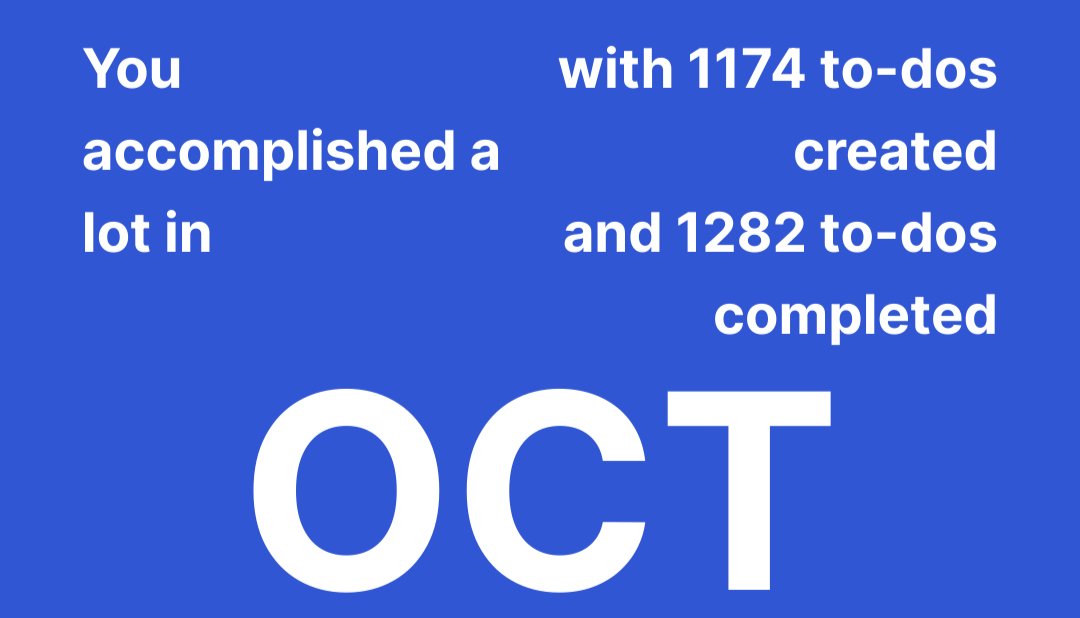 You
accomplished a
lot in
with 1174 to-dos
created
and 1282 to-dos
completed
OCT